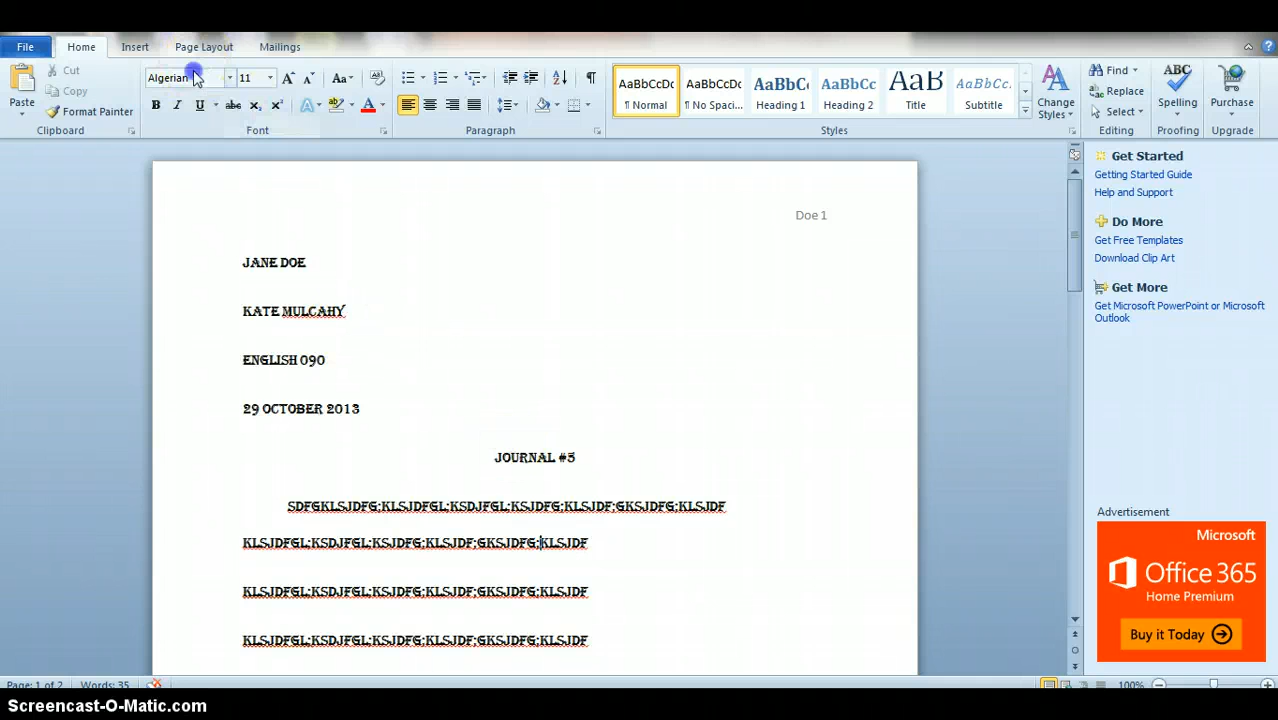 File Home Insert Page Layout Mailings
Cut
Copy
Paste
Format Painter
Clipboard
Algerian 11
Font
Paragraph
AaBbCcDc AaBbCcDc AaBbC AaBbCc AaB AaBbCc.
¶ Normal ¶ No Spaci... Heading 1 Heading 2 Title Subtitle
Change
Styles
Styles
Find
Replace
Select
Editing
ABC
Spelling
Proofing
Purchase
Upgrade
Doe 1
JANE DOE
KATE MULCAHY
ENGLISH 090
29 OCTOBER 2013
JOURNAL #5
SDFGKLSJDFG;KLSJDFGL;KSDJFGL;KSJDFG;KLSJDF;GKSJDFG;KLSJDF
KLSJDFGL;KSDJFGL;KSJDFG;KLSJDF;GKSJDFG;KLSJDF
KLSJDFGL;KSDJFGL;KSJDFG;KLSJDF;GKSJDFG;KLSJDF
KLSJDFGL;KSDJFGL;KSJDFG;KLSJDF;GKSJDFG;KLSJDF
Get Started
Getting Started Guide
Help and Support
Do More
Get Free Templates
Download Clip Art
Get More
Get Microsoft PowerPoint or Microsoft
Outlook
Advertisement
Microsoft
Office 365
Home Premium
Buy it Today
Page: 1 of 2 Words: 35 100%
Screencast-O-Matic.com